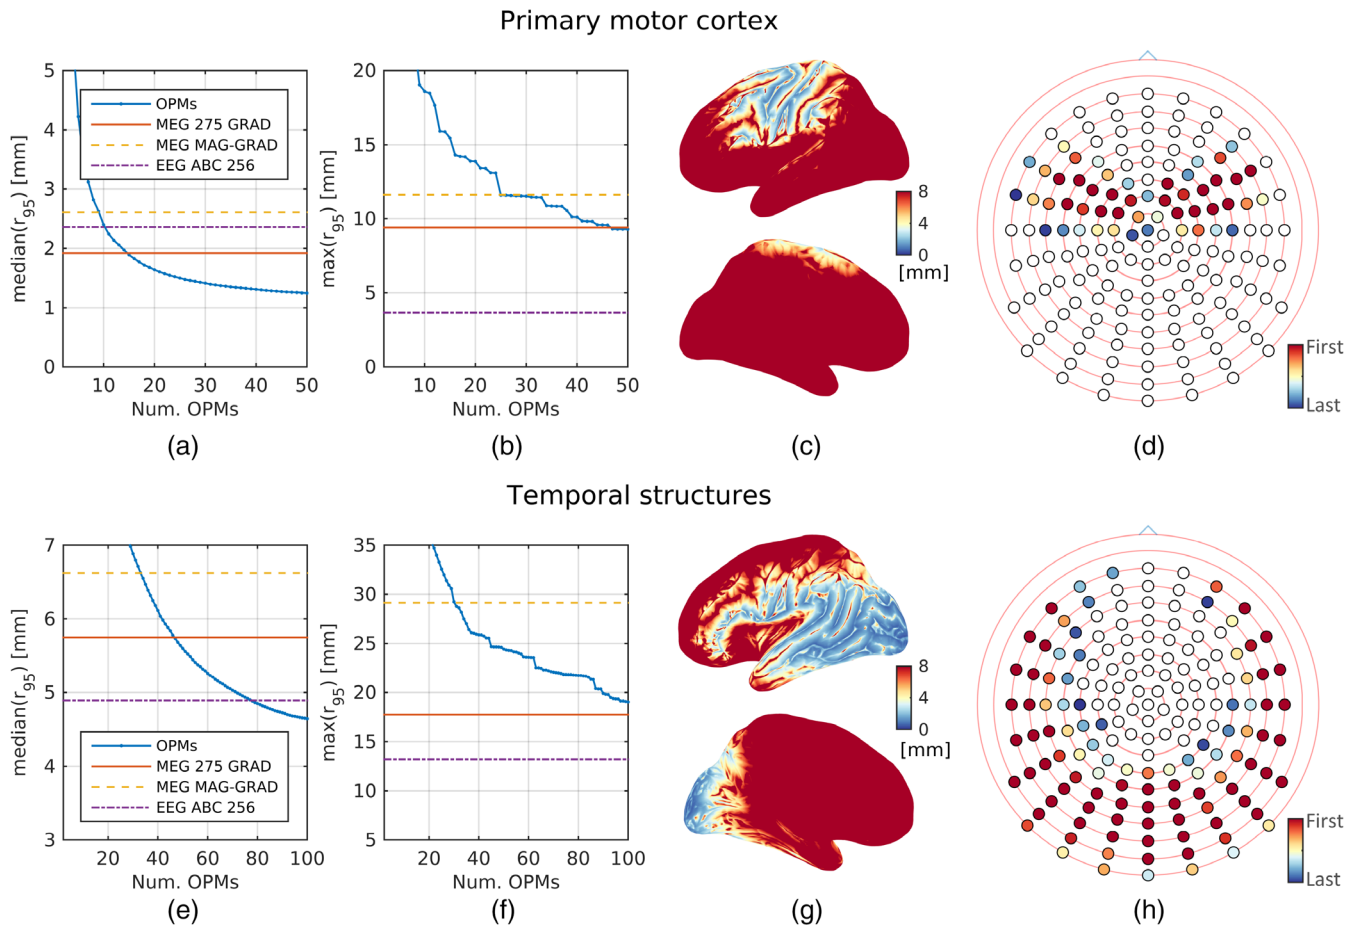 Primary motor cortex
5
4
3
2
1
0
median(r95) [mm]
OPMs
MEG 275 GRAD
MEG MAG-GRAD
EEG ABC 256
10 20 30 40 50
Num. OPMs
(a)
20
15
10
5
0
max(r95) [mm]
10 20 30 40 50
Num. OPMs
(b)
8
4
0
[mm]
(c)
First
Last
(d)
Temporal structures
7
6
5
4
3
median(r95) [mm]
OPMs
MEG 275 GRAD
MEG MAG-GRAD
EEG ABC 256
20 40 60 80 100
Num. OPMs
(e)
35
30
25
20
15
10
5
max(r95) [mm]
20 40 60 80 100
Num. OPMs
(f)
8
4
0
[mm]
(g)
First
Last
(h)